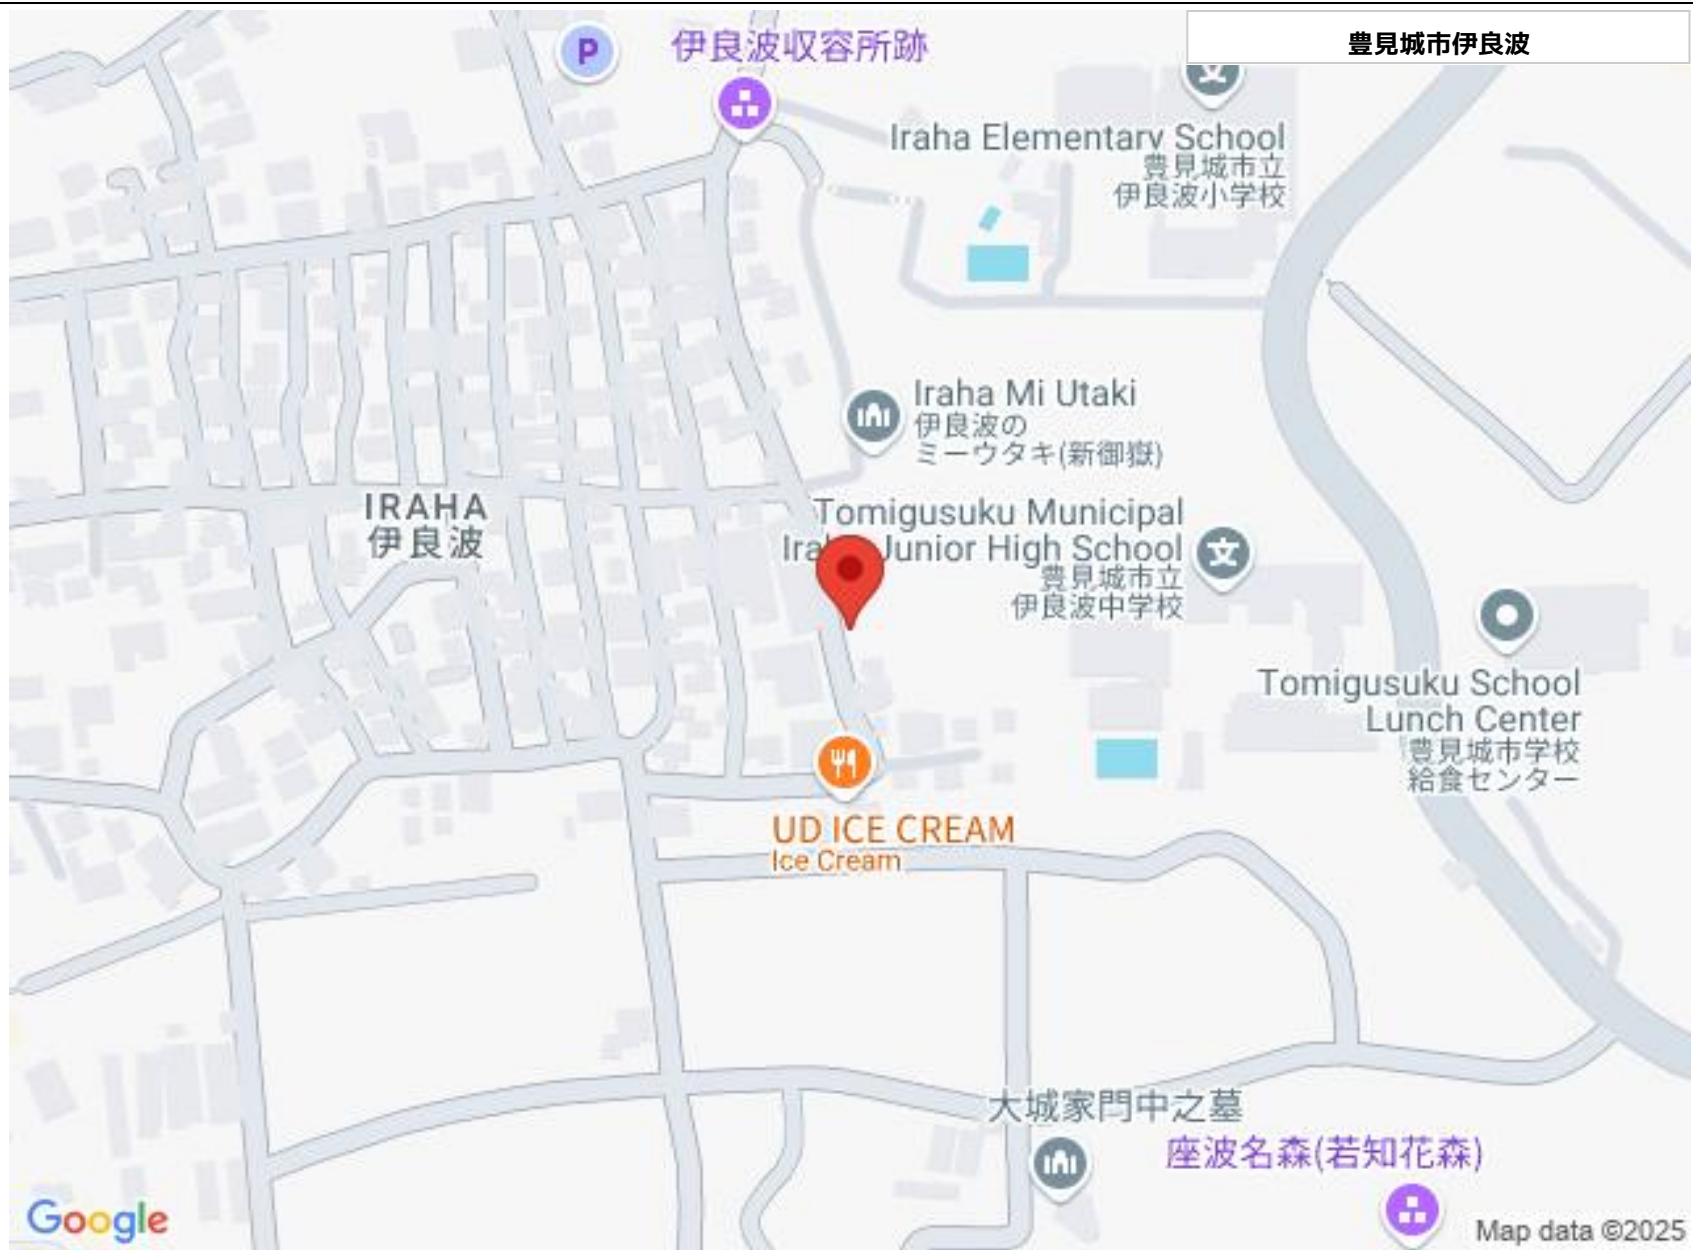 豊見城市伊良波
P
伊良波収容所跡
文
Iraha Elementary School
豊見城市立
伊良波小学校
Iraha Mi Utaki
伊良波の
ミーウタキ(新御嶽)
IRAHA
伊良波
Tomigusuku Municipal
Junior High School
豊見城市立
伊良波中学校
文
Tomigusuku School
Lunch Center
豊見城市学校
給食センター
UD ICE CREAM
Ice Cream
大城家門中之墓
座波名森(若知花森)
Google
Map data ©2025